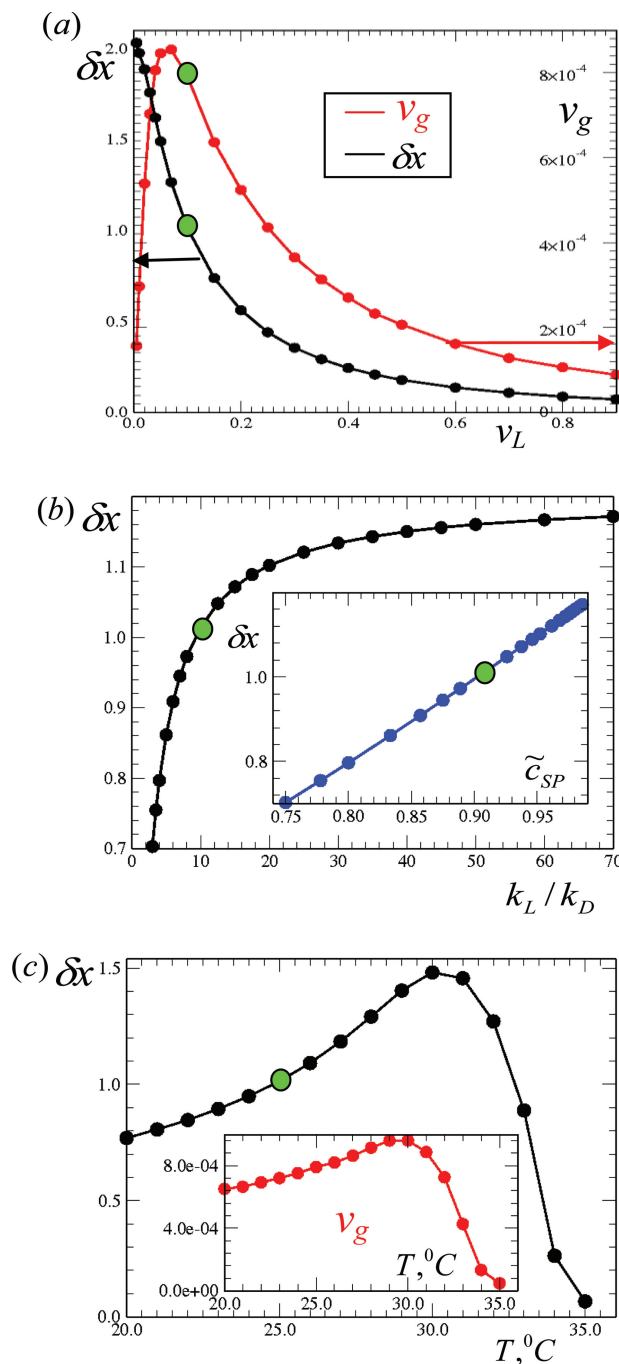 (a)
δx
2.0
1.5
1.0
0.5
0.0
v_g
δx
8×10⁻⁴
v_g
6×10⁻⁴
4×10⁻⁴
2×10⁻⁴
0
0.0 0.2 0.4 0.6 0.8
v_L
(b) δx
1.1
1.0
0.9
0.8
0.7
δx
1.0
0.8
c̃_SP
0.75 0.80 0.85 0.90 0.95
0 10 20 30 40 50 60 70
k_L / k_D
(c) δx
1.5
1.0
0.5
0.0
8.0e-04
4.0e-04
0.0e+00
v_g
T,⁰C
20.0 25.0 30.0 35.0
20.0 25.0 30.0 35.0
T,⁰C